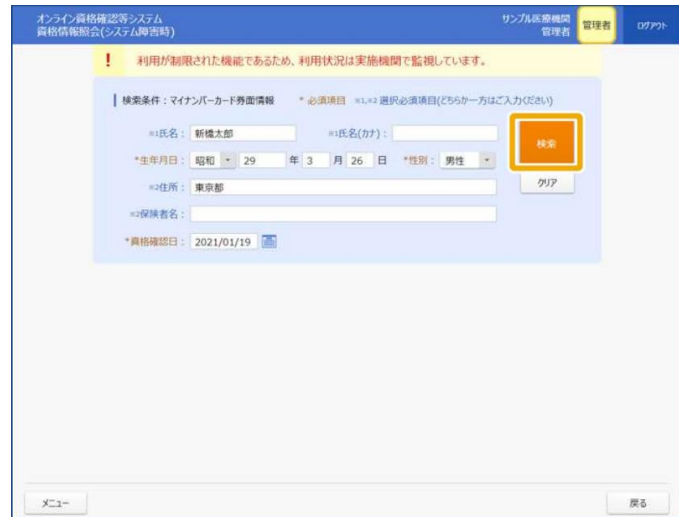 オンライン資格確認等システム
資格情報照会(システム障害時)
サンプル医療機関
管理者
管理者
ログアウト
! 利用が制限された機能であるため、利用状況は実施機関で監視しています。
検索条件：マイナンバーカード券面情報 * 必須項目 ※1,※2 選択必須項目(どちらか一方はご入力ください)
※1氏名： 新橋太郎 ※1氏名(カナ)：
*生年月日： 昭和 29 年 3 月 26 日 *性別： 男性
※2住所： 東京都
※2保険者名：
*資格確認日： 2021/01/19
検索
クリア
メニュー 戻る